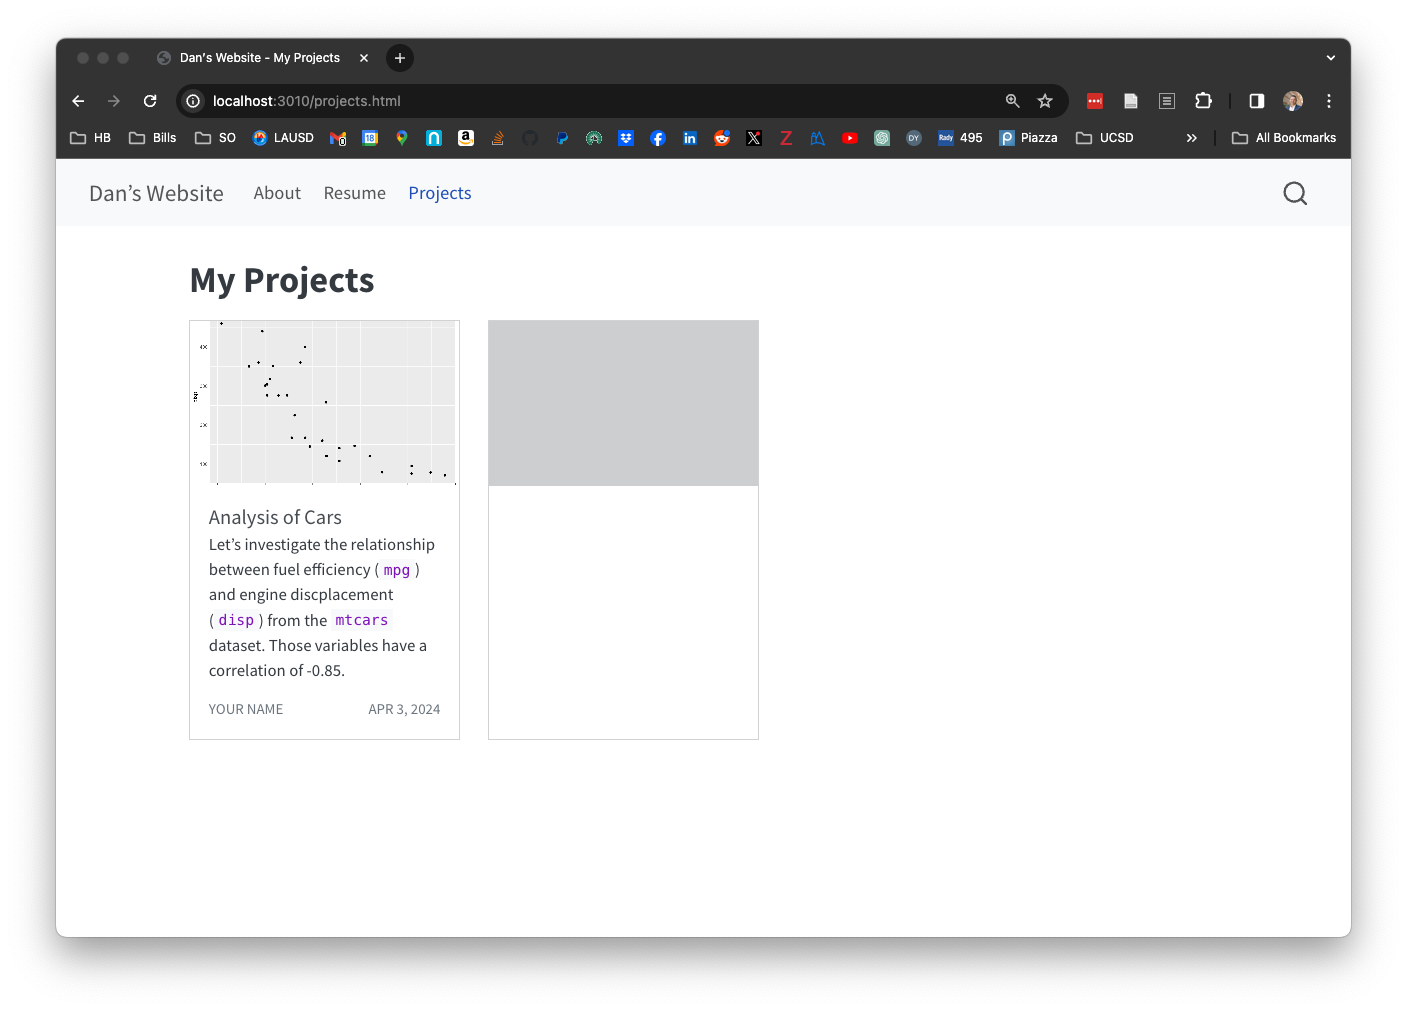 Dan's Website - My Projects
localhost:3010/projects.html
HB Bills SO LAUSD 495 Piazza UCSD All Bookmarks
Dan’s Website About Resume Projects
My Projects
Analysis of Cars
Let’s investigate the relationship
between fuel efficiency ( mpg )
and engine discplacement
( disp ) from the mtcars
dataset. Those variables have a
correlation of -0.85.
YOUR NAME APR 3, 2024